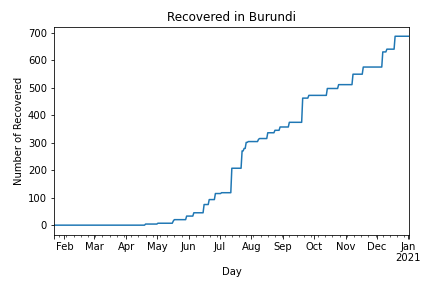 Recovered in Burundi
Number of Recovered
700
600
500
400
300
200
100
0
Feb Mar Apr May Jun Jul Aug Sep Oct Nov Dec Jan
2021
Day